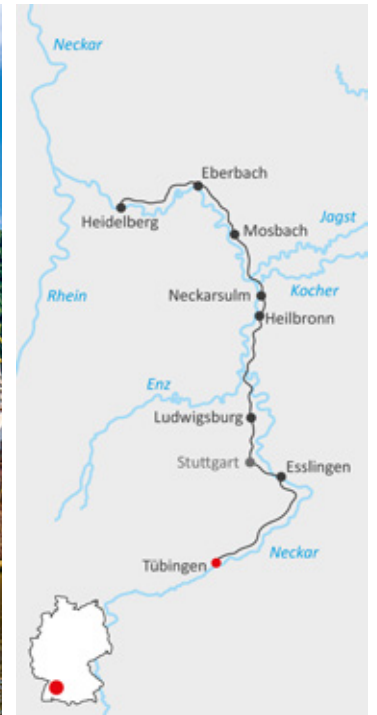 Neckar
Eberbach
Heidelberg
Mosbach
Jagst
Rhein
Neckarsulm
Kocher
Heilbronn
Enz
Ludwigsburg
Stuttgart
Esslingen
Tübingen
Neckar